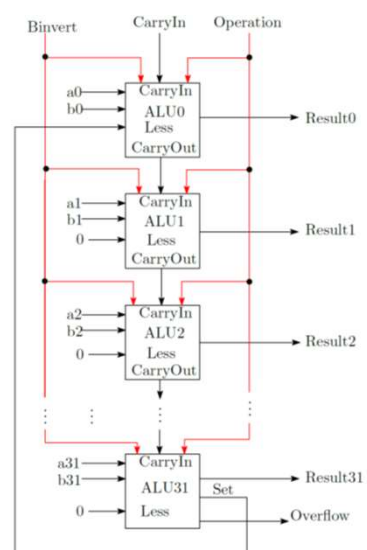 Binvert CarryIn Operation
a0 CarryIn
b0 ALU0 Result0
Less
CarryOut
a1 CarryIn
b1 ALU1 Result1
0 Less
CarryOut
a2 CarryIn
b2 ALU2 Result2
0 Less
CarryOut
a31 CarryIn
b31 ALU31 Result31
Set
0 Less Overflow